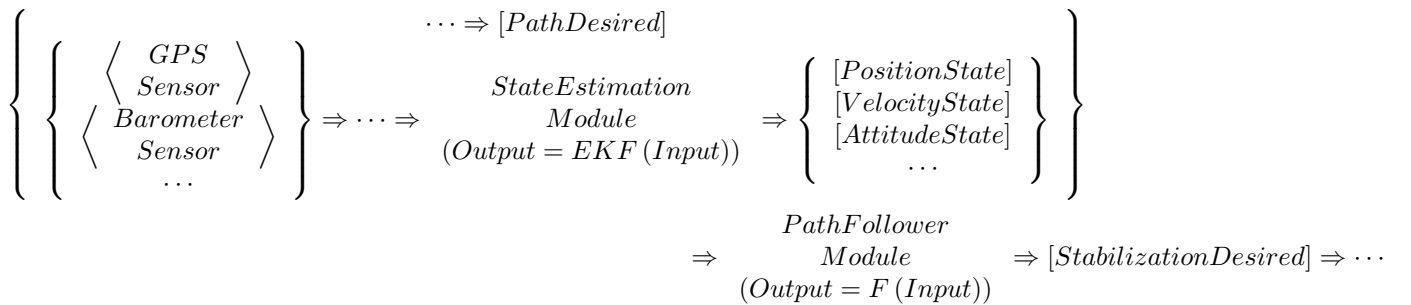 ⋯ ⇒ [PathDesired]
⟨ GPS Sensor ⟩
⟨ Barometer Sensor ⟩
⋯
⇒ ⋯ ⇒
StateEstimation
Module
(Output = EKF (Input))
⇒
[PositionState]
[VelocityState]
[AttitudeState]
⋯
⇒
PathFollower
Module
(Output = F (Input))
⇒ [StabilizationDesired] ⇒ ⋯